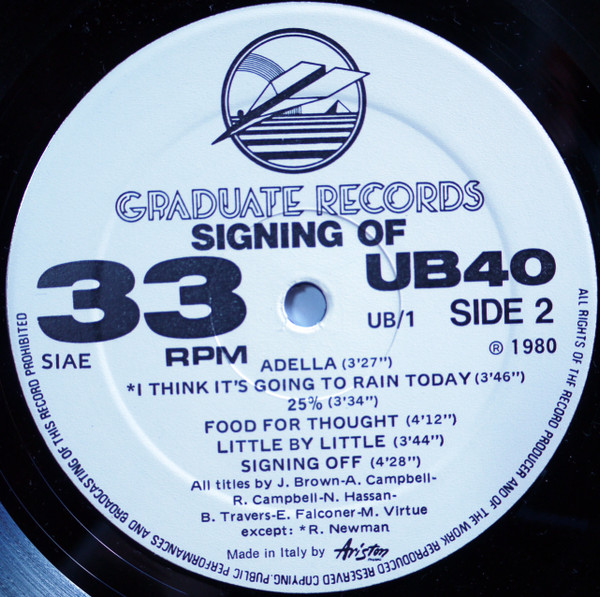 GRADUATE RECORDS
SIGNING OF
33 RPM
UB40
UB/1 SIDE 2
SIAE
℗ 1980
ADELLA (3'27")
*I THINK IT'S GOING TO RAIN TODAY (3'46")
25% (3'34")
FOOD FOR THOUGHT (4'12")
LITTLE BY LITTLE (3'44")
SIGNING OFF (4'28")
All titles by J. Brown-A. Campbell-
R. Campbell-N. Hassan-
B. Travers-E. Falconer-M. Virtue
except: *R. Newman
Made in Italy by Ariston
ALL RIGHTS OF THE RECORD PRODUCER AND OF THE WORK REPRODUCED RESERVED COPYING, PUBLIC PERFORMANCES AND BROADCASTING OF THIS RECORD PROHIBITED